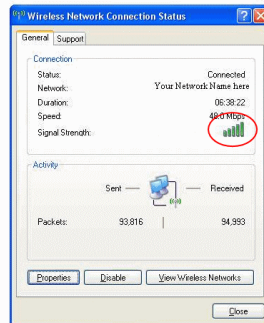 Wireless Network Connection Status
General Support
Connection
Status: Connected
Network: Your Network Name here
Duration: 06:38:22
Speed: 48.0 Mbps
Signal Strength:
Activity
Sent — — Received
Packets: 93,816 | 94,993
Properties Disable View Wireless Networks
Close